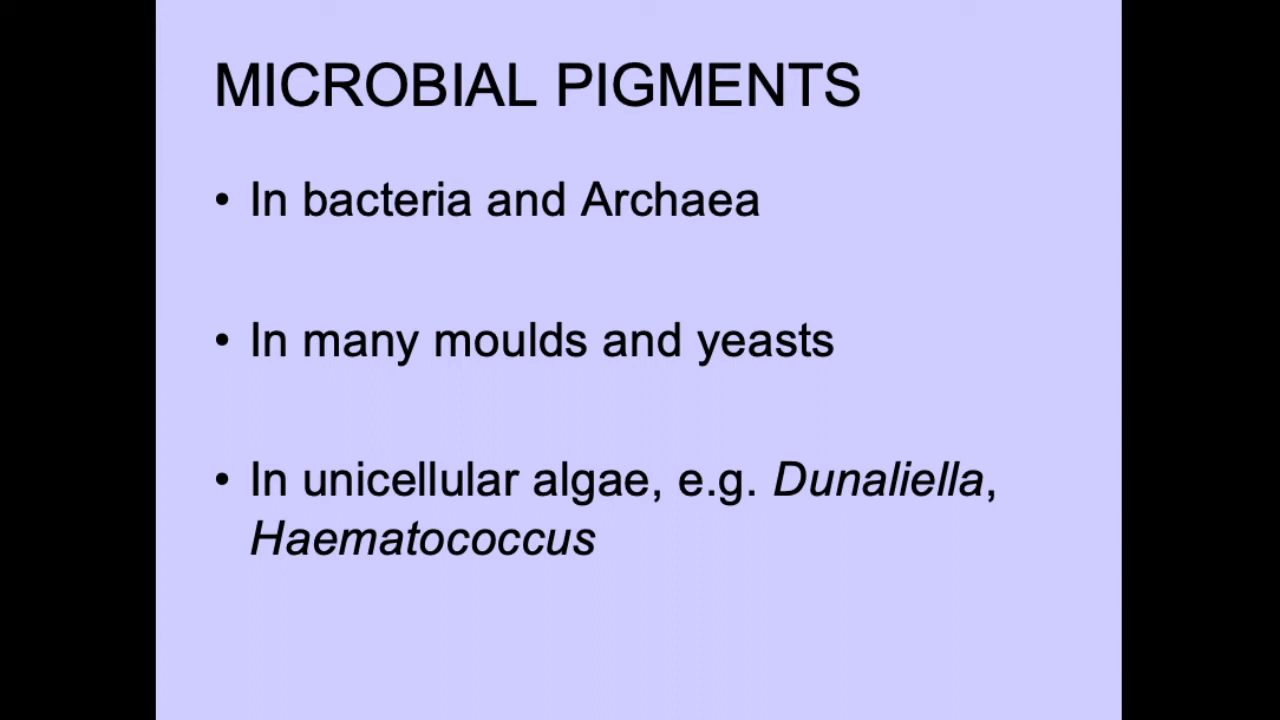 MICROBIAL PIGMENTS
• In bacteria and Archaea
• In many moulds and yeasts
• In unicellular algae, e.g. Dunaliella,
Haematococcus